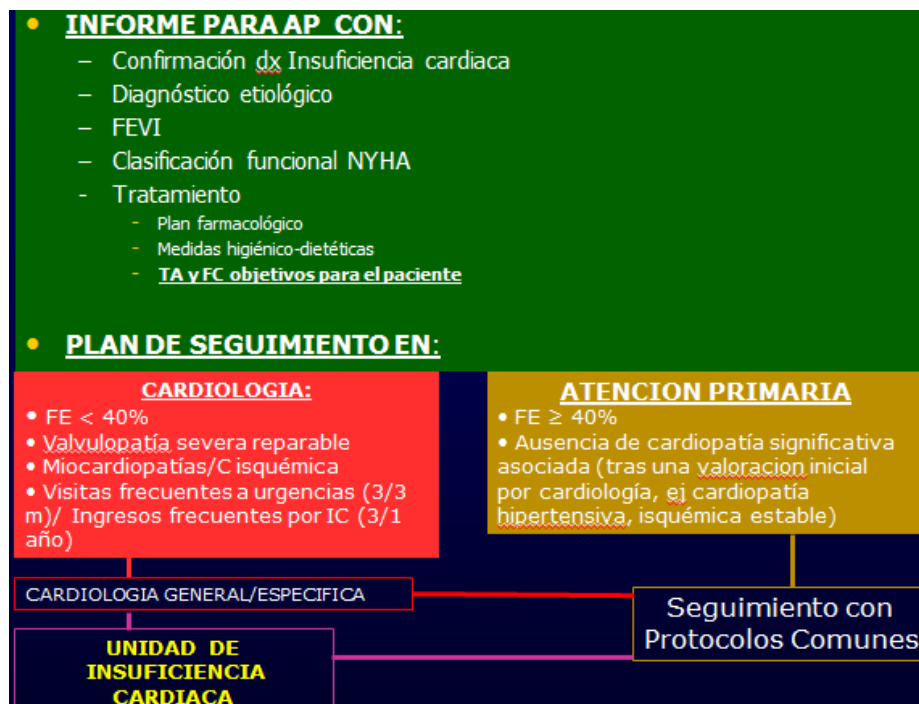 • INFORME PARA AP CON:
– Confirmación dx Insuficiencia cardiaca
– Diagnóstico etiológico
– FEVI
– Clasificación funcional NYHA
- Tratamiento
- Plan farmacológico
- Medidas higiénico-dietéticas
- TA y FC objetivos para el paciente
• PLAN DE SEGUIMIENTO EN:
CARDIOLOGIA:
• FE < 40%
• Valvulopatía severa reparable
• Miocardiopatías/C isquémica
• Visitas frecuentes a urgencias (3/3
m)/ Ingresos frecuentes por IC (3/1
año)
ATENCION PRIMARIA
• FE ≥ 40%
• Ausencia de cardiopatía significativa
asociada (tras una valoracion inicial
por cardiología, ej cardiopatía
hipertensiva, isquémica estable)
CARDIOLOGIA GENERAL/ESPECIFICA
Seguimiento con
Protocolos Comunes
UNIDAD DE
INSUFICIENCIA
CARDIACA